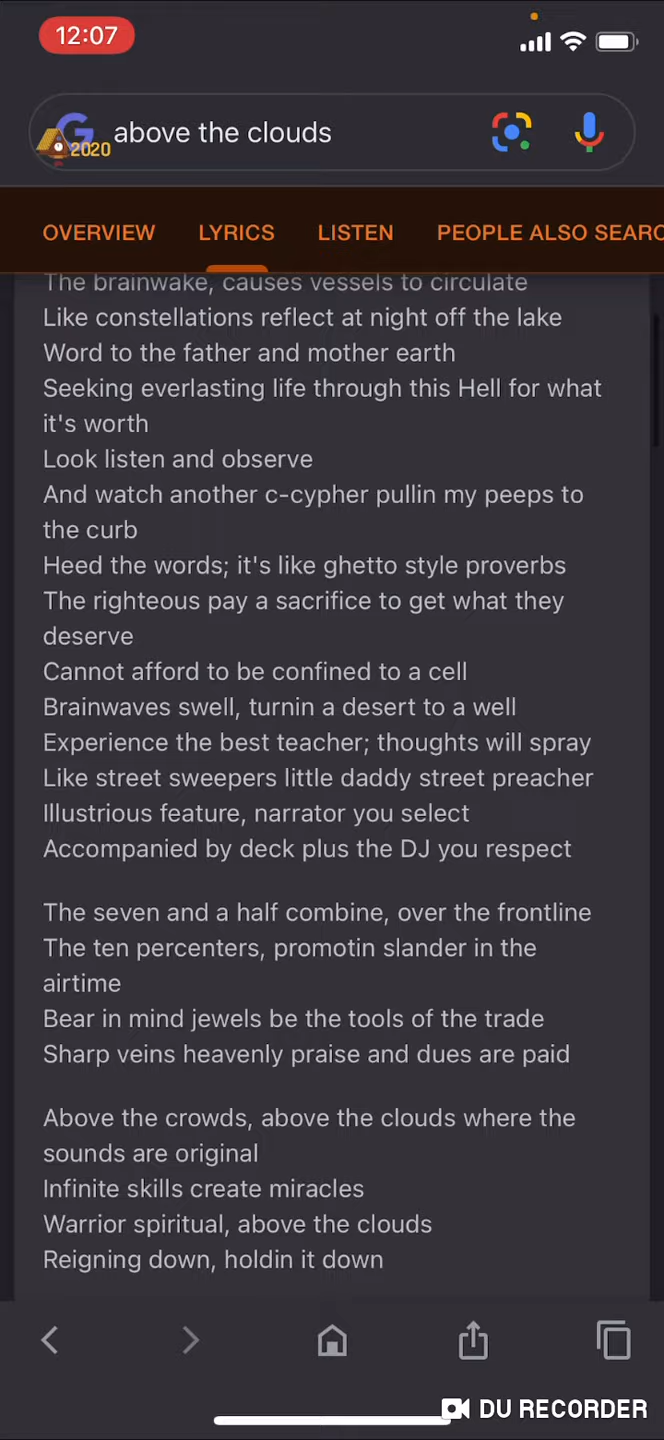 12:07
2020
above the clouds
OVERVIEW LYRICS LISTEN PEOPLE ALSO SEARC
The brainwake, causes vessels to circulate
Like constellations reflect at night off the lake
Word to the father and mother earth
Seeking everlasting life through this Hell for what
it's worth
Look listen and observe
And watch another c-cypher pullin my peeps to
the curb
Heed the words; it's like ghetto style proverbs
The righteous pay a sacrifice to get what they
deserve
Cannot afford to be confined to a cell
Brainwaves swell, turnin a desert to a well
Experience the best teacher; thoughts will spray
Like street sweepers little daddy street preacher
Illustrious feature, narrator you select
Accompanied by deck plus the DJ you respect
The seven and a half combine, over the frontline
The ten percenters, promotin slander in the
airtime
Bear in mind jewels be the tools of the trade
Sharp veins heavenly praise and dues are paid
Above the crowds, above the clouds where the
sounds are original
Infinite skills create miracles
Warrior spiritual, above the clouds
Reigning down, holdin it down
DU RECORDER